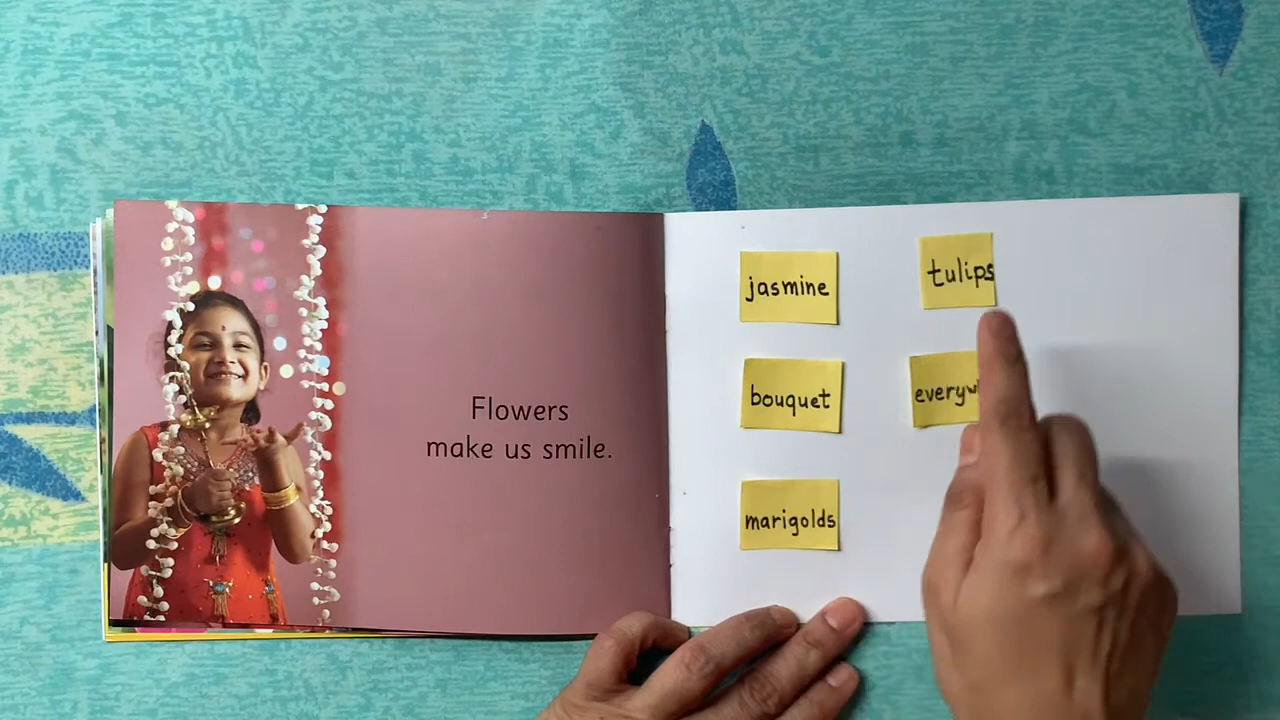 Flowers
make us smile.
jasmine
tulips
bouquet
marigolds